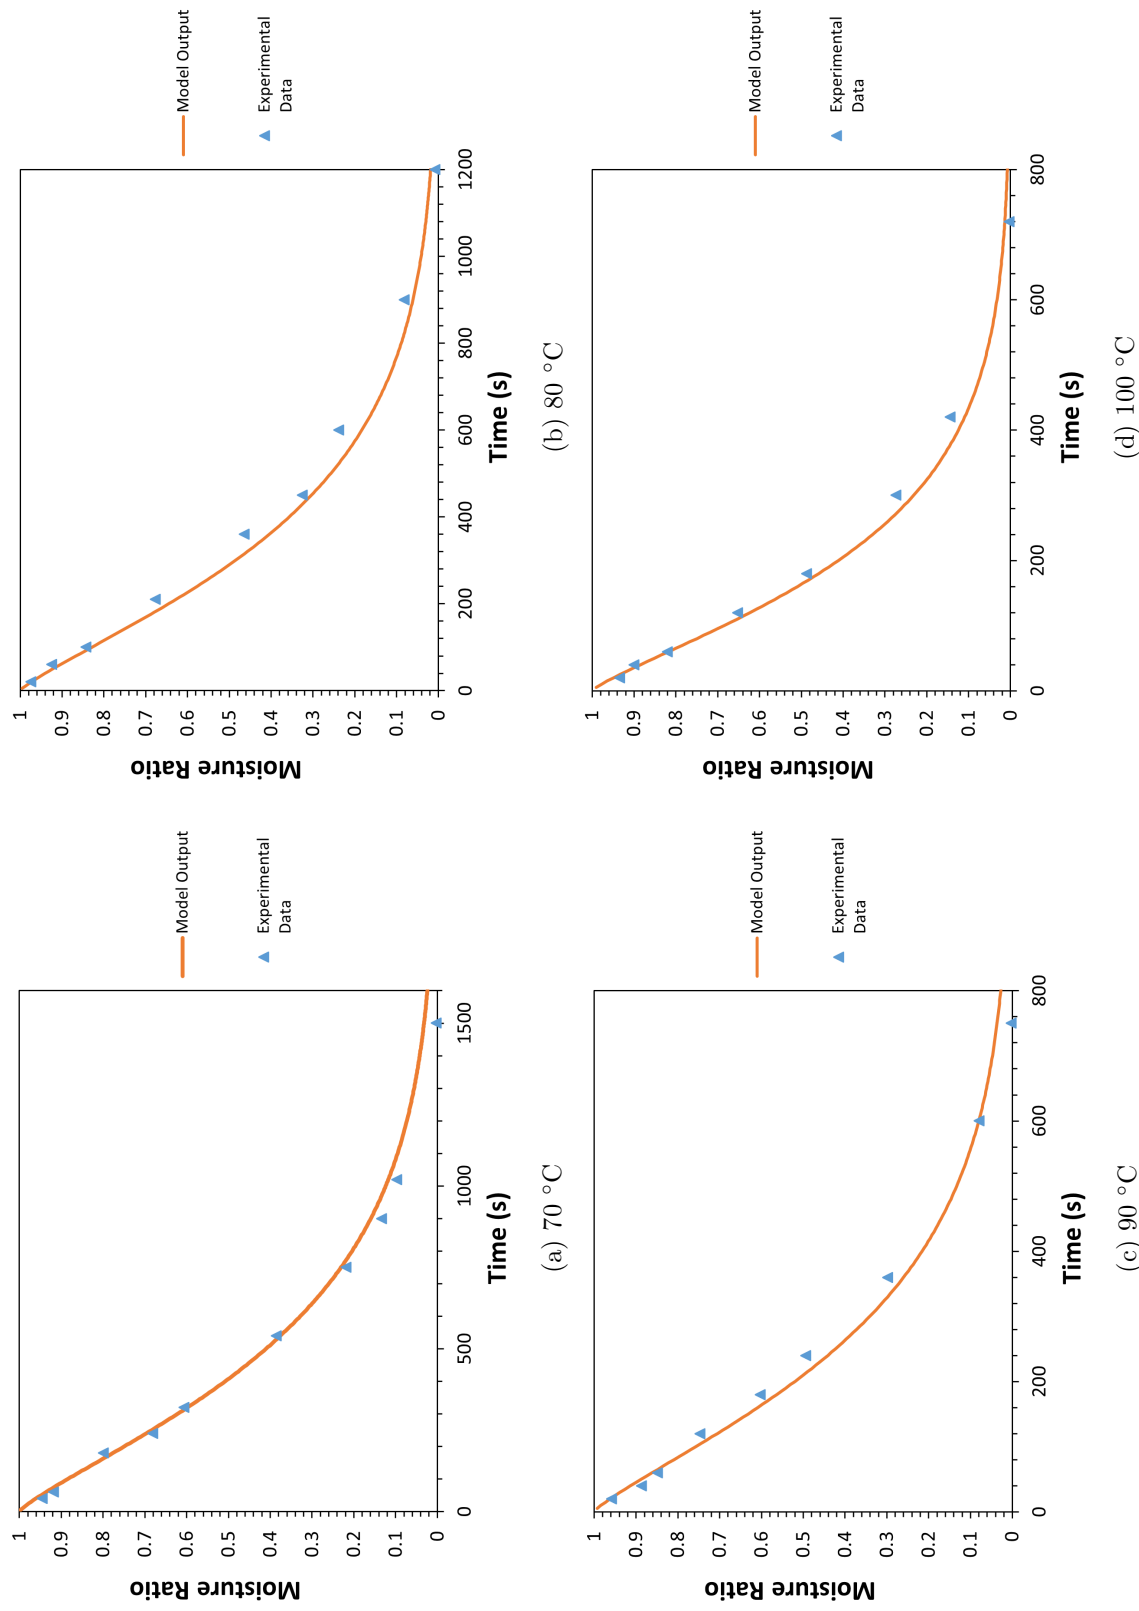 1
0.9
0.8
0.7
0.6
0.5
0.4
0.3
0.2
0.1
0
Moisture Ratio
0
500
1000
1500
Time (s)
Model Output
Experimental
Data
(a) 70 °C
1
0.9
0.8
0.7
0.6
0.5
0.4
0.3
0.2
0.1
0
Moisture Ratio
0
200
400
600
800
1000
1200
Time (s)
Model Output
Experimental
Data
(b) 80 °C
1
0.9
0.8
0.7
0.6
0.5
0.4
0.3
0.2
0.1
0
Moisture Ratio
0
200
400
600
800
Time (s)
Model Output
Experimental
Data
(c) 90 °C
1
0.9
0.8
0.7
0.6
0.5
0.4
0.3
0.2
0.1
0
Moisture Ratio
0
200
400
600
800
Time (s)
Model Output
Experimental
Data
(d) 100 °C